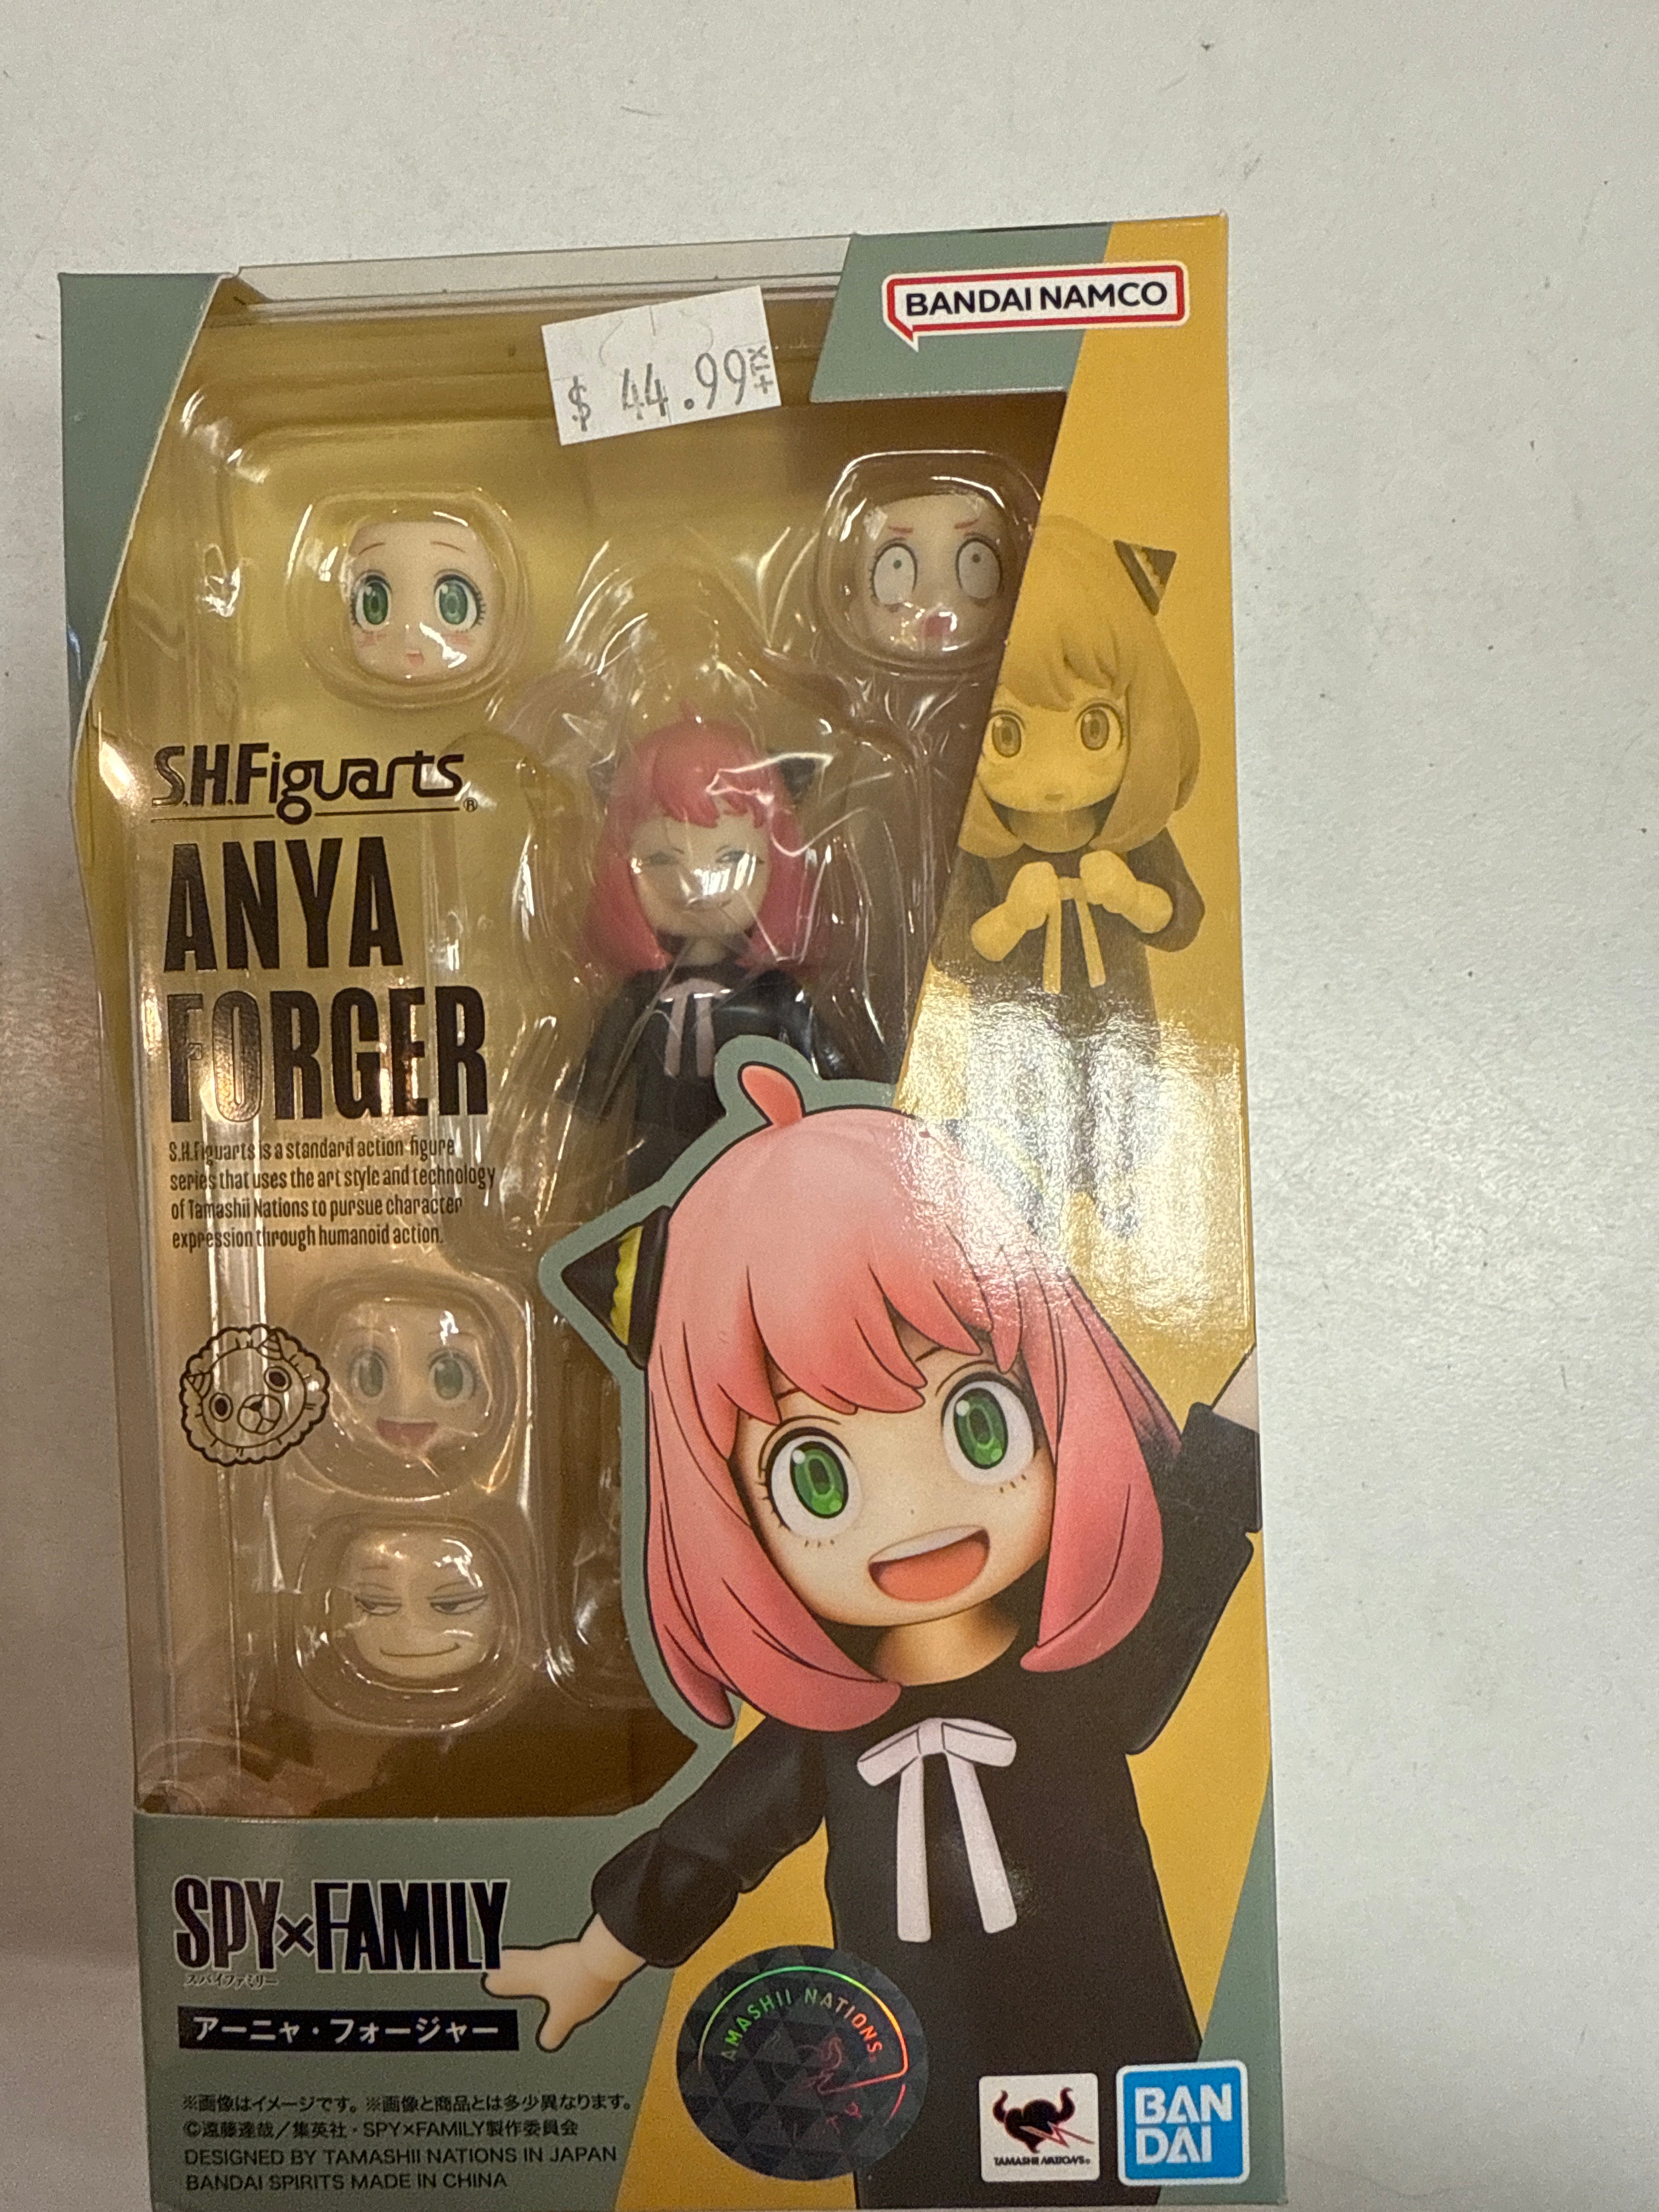 BANDAI NAMCO
$ 44.99 +TX
S.H.Figuarts®
ANYA
FORGER
S.H.Figuarts is a standard action figure
series that uses the art style and technology
of Tamashii Nations to pursue character
expression through humanoid action.
SPY×FAMILY
スパイファミリー
アーニャ・フォージャー
※画像はイメージです。※画像と商品とは多少異なります。
©遠藤達哉/集英社・SPY×FAMILY製作委員会
DESIGNED BY TAMASHII NATIONS IN JAPAN
BANDAI SPIRITS MADE IN CHINA
TAMASHII NATIONS
TAMASHII NATIONS®
BAN
DAI